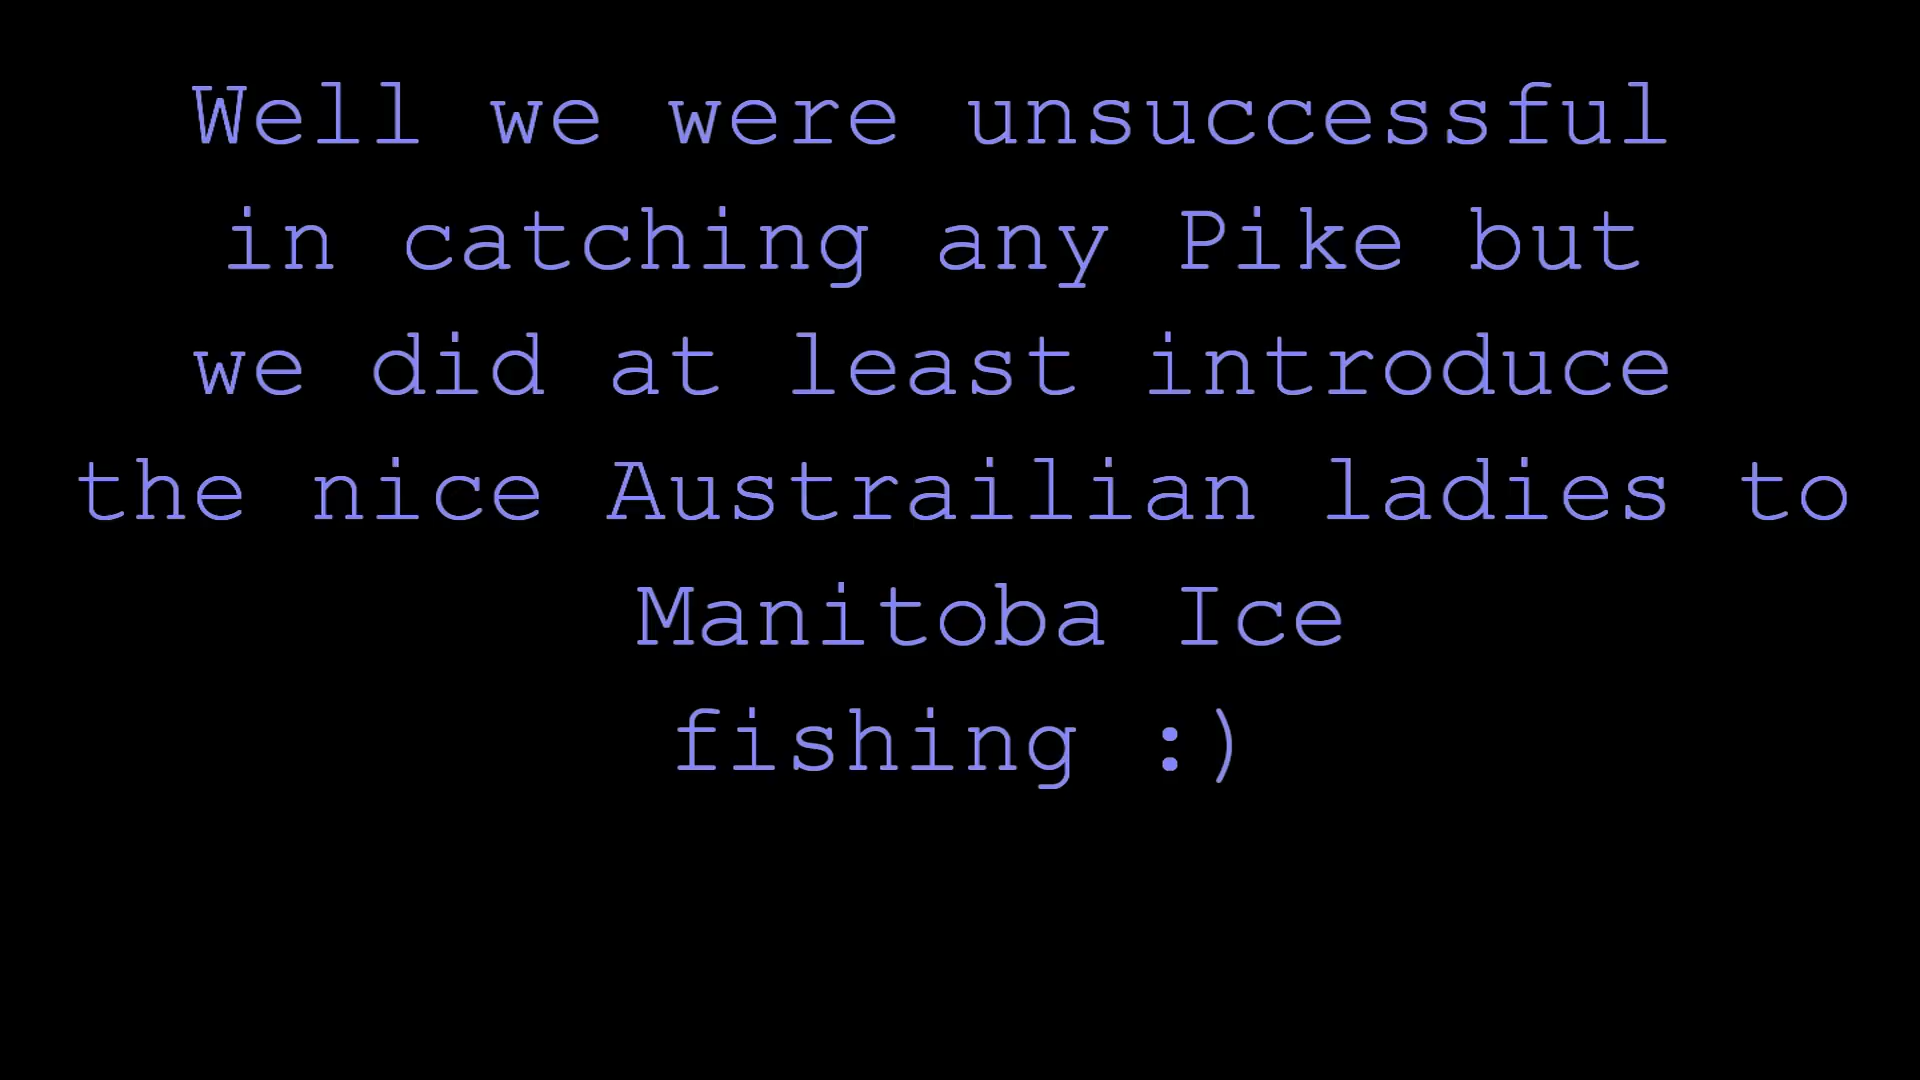 Well we were unsuccessful
in catching any Pike but
we did at least introduce
the nice Austrailian ladies to
Manitoba Ice
fishing :)